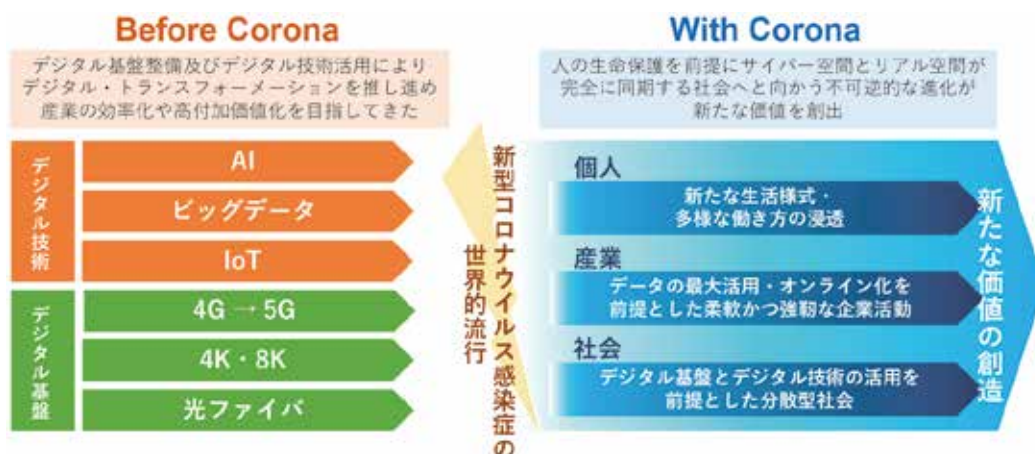 Before Corona
デジタル基盤整備及びデジタル技術活用により
デジタル・トランスフォーメーションを推し進め
産業の効率化や高付加価値化を目指してきた
デジタル技術
AI
ビッグデータ
IoT
デジタル基盤
4G → 5G
4K・8K
光ファイバ
新型コロナウイルス感染症の
世界的流行
With Corona
人の生命保護を前提にサイバー空間とリアル空間が
完全に同期する社会へと向かう不可逆的な進化が
新たな価値を創出
個人
新たな生活様式・
多様な働き方の浸透
産業
データの最大活用・オンライン化を
前提とした柔軟かつ強靭な企業活動
社会
デジタル基盤とデジタル技術の活用を
前提とした分散型社会
新たな価値の創造